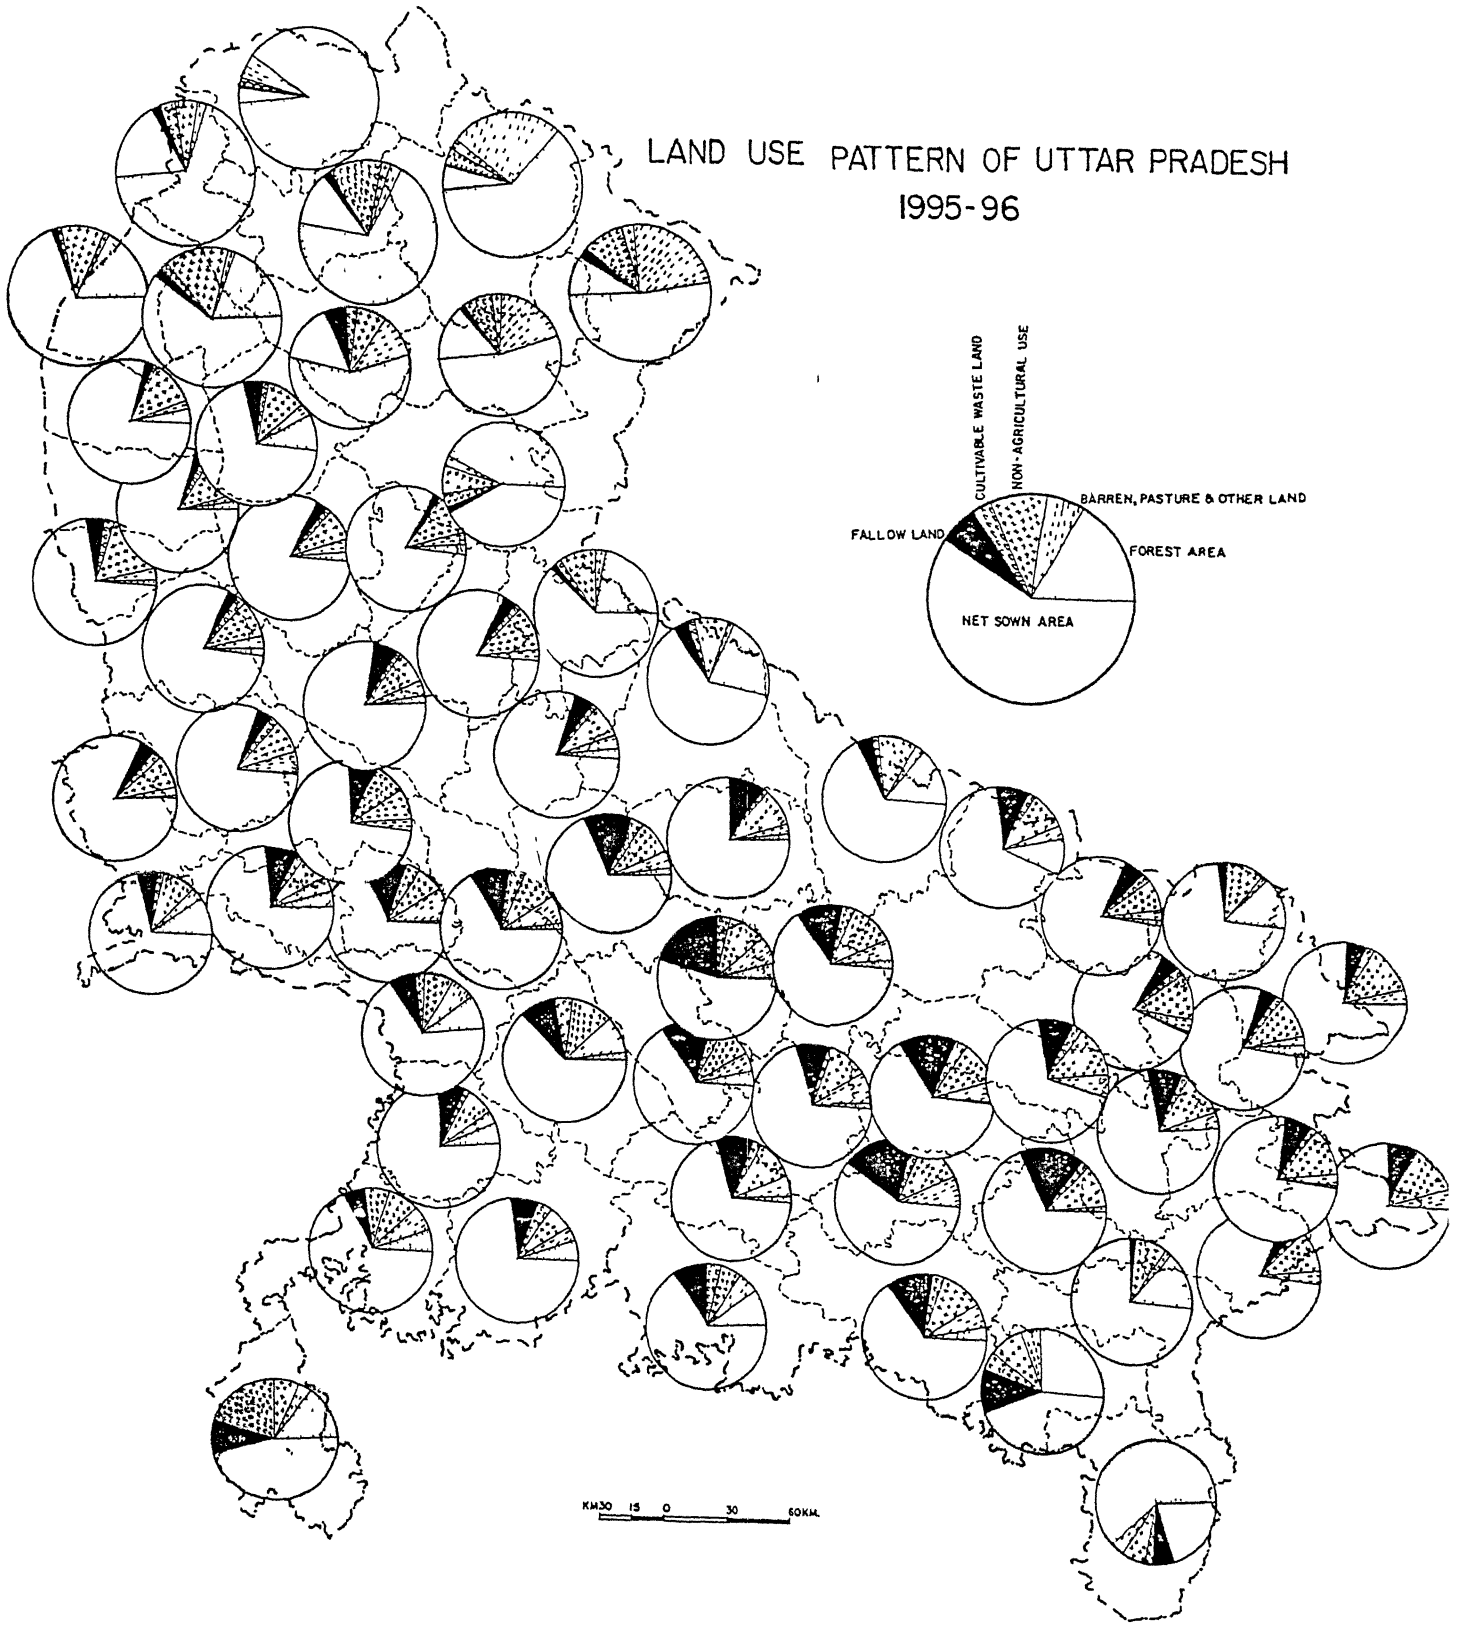 LAND USE PATTERN OF UTTAR PRADESH
1995-96
CULTIVABLE WASTE LAND
NON-AGRICULTURAL USE
BARREN, PASTURE & OTHER LAND
FALLOW LAND
FOREST AREA
NET SOWN AREA
KM30 15 0 30 60KM.